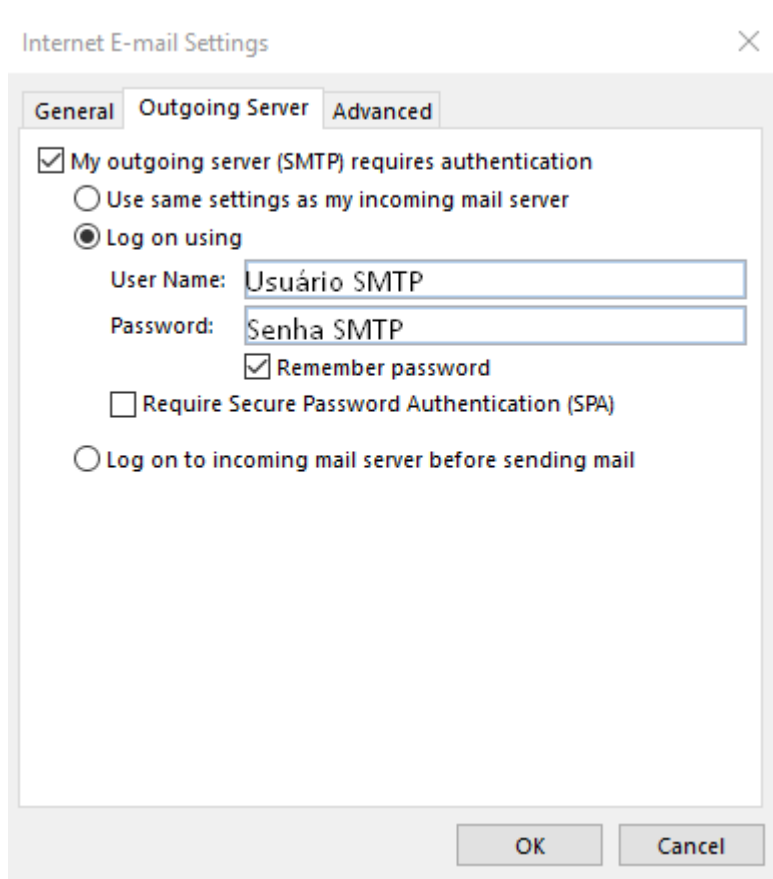 Internet E-mail Settings
General Outgoing Server Advanced
My outgoing server (SMTP) requires authentication
Use same settings as my incoming mail server
Log on using
User Name: Usuário SMTP
Password: Senha SMTP
Remember password
Require Secure Password Authentication (SPA)
Log on to incoming mail server before sending mail
OK Cancel